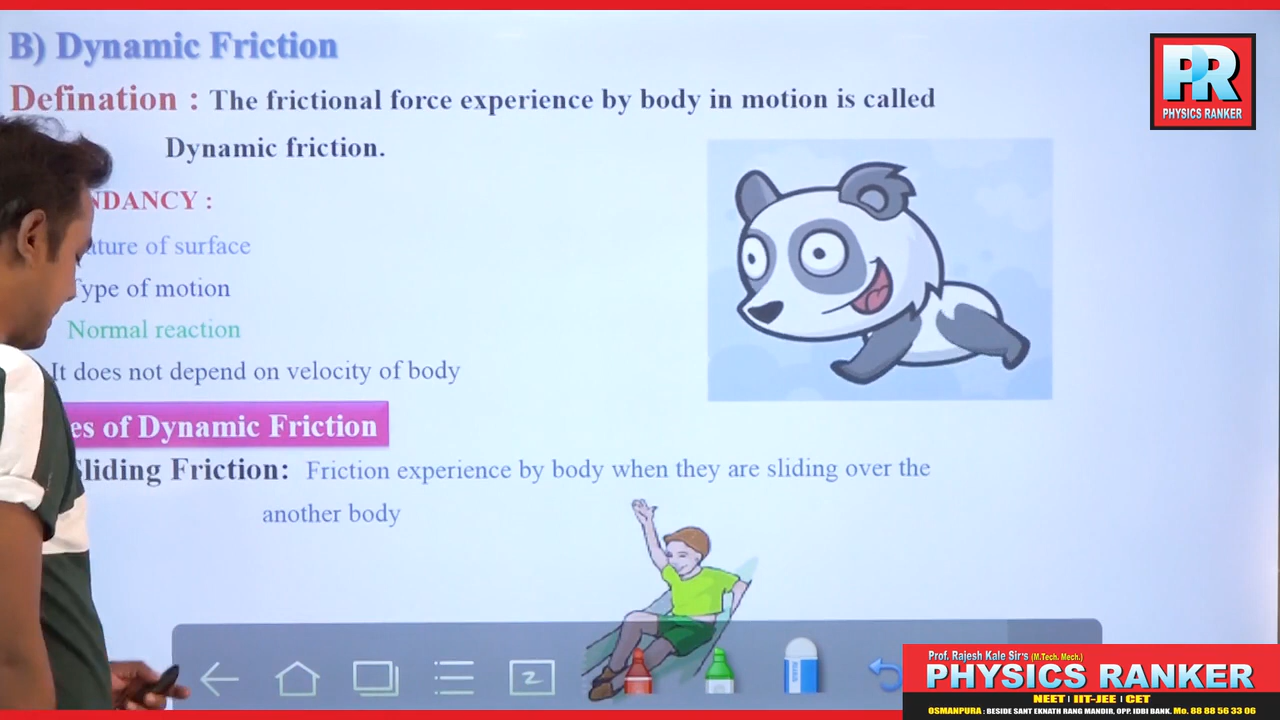 B) Dynamic Friction
Defination : The frictional force experience by body in motion is called
Dynamic friction.
NDANCY :
ature of surface
Type of motion
Normal reaction
It does not depend on velocity of body
es of Dynamic Friction
Sliding Friction: Friction experience by body when they are sliding over the
another body
2
PR
PHYSICS RANKER
Prof. Rajesh Kale Sir's (M.Tech. Mech.)
PHYSICS RANKER
NEET | IIT-JEE | CET
OSMANPURA : BESIDE SANT EKNATH RANG MANDIR, OPP. IDBI BANK. Mo. 88 88 56 33 06